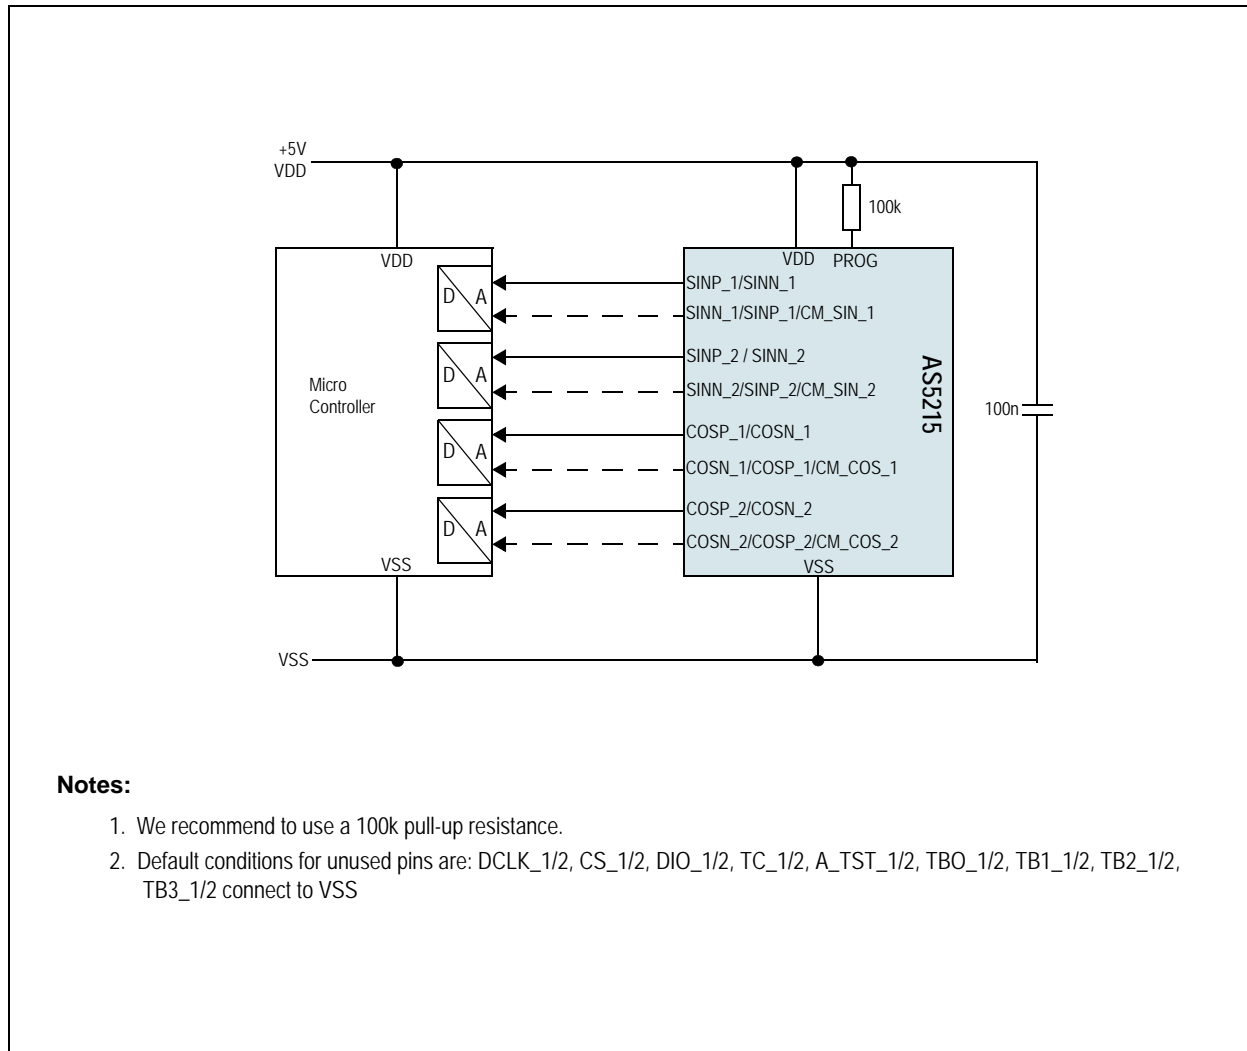 +5V
VDD
100k
VDD
VDD PROG
D A
SINP_1/SINN_1
SINN_1/SINP_1/CM_SIN_1
D A
SINP_2 / SINN_2
SINN_2/SINP_2/CM_SIN_2
Micro
Controller
AS5215
100n
D A
COSP_1/COSN_1
COSN_1/COSP_1/CM_COS_1
D A
COSP_2/COSN_2
COSN_2/COSP_2/CM_COS_2
VSS
VSS
VSS
Notes:
1. We recommend to use a 100k pull-up resistance.
2. Default conditions for unused pins are: DCLK_1/2, CS_1/2, DIO_1/2, TC_1/2, A_TST_1/2, TBO_1/2, TB1_1/2, TB2_1/2,
TB3_1/2 connect to VSS